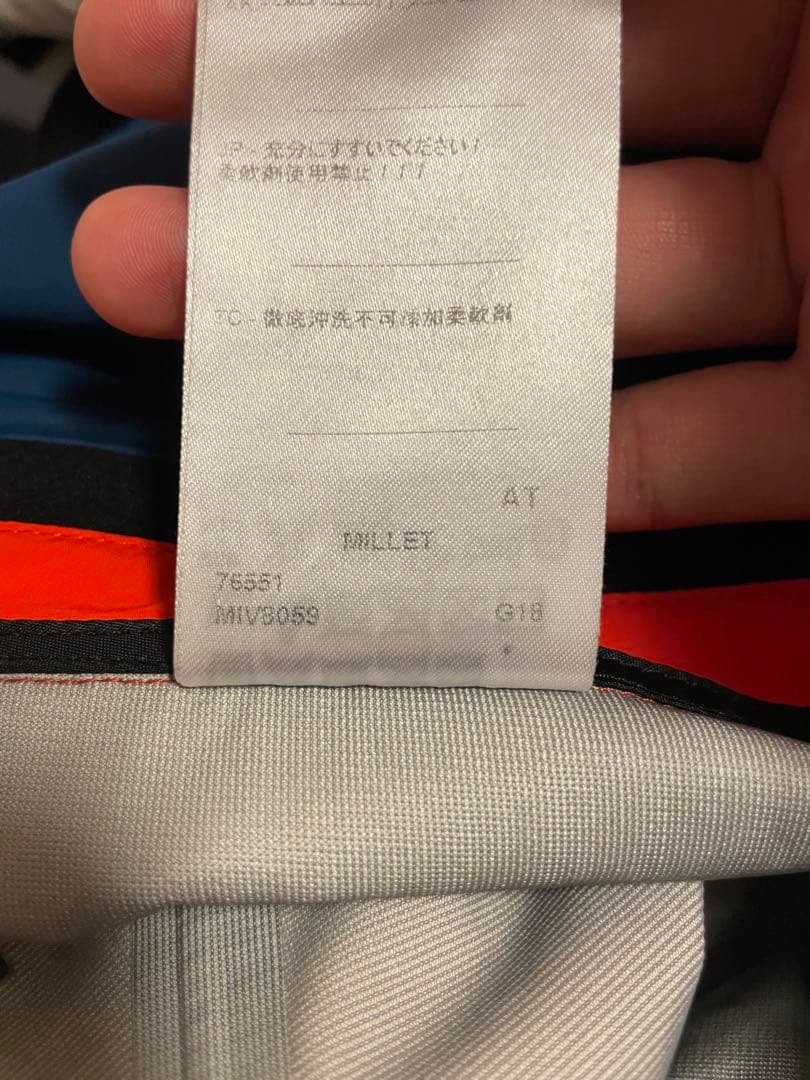 JP - 充分にすすいでください!
柔軟剤使用禁止!!!
TC - 徹底沖洗不可添加柔軟劑
AT
MILLET
76551
MIV8059
G18
*